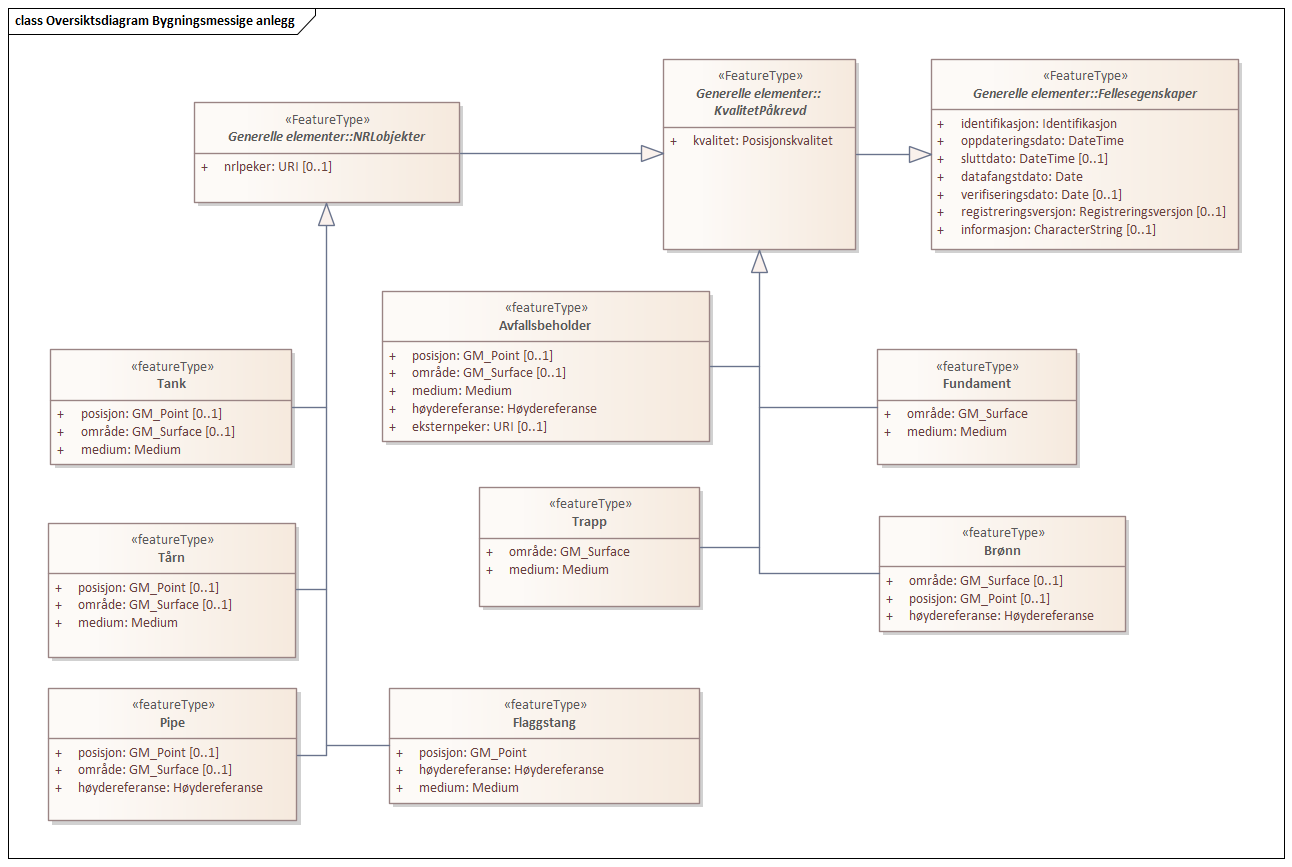 class Oversiktsdiagram Bygningsmessige anlegg
«FeatureType»
Generelle elementer::NRLobjekter
+ nrlpeker: URI [0..1]
«FeatureType»
Generelle elementer::
KvalitetPåkrevd
+ kvalitet: Posisjonskvalitet
«FeatureType»
Generelle elementer::Fellesegenskaper
+ identifikasjon: Identifikasjon
+ oppdateringsdato: DateTime
+ sluttdato: DateTime [0..1]
+ datafangstdato: Date
+ verifiseringsdato: Date [0..1]
+ registreringsversjon: Registreringsversjon [0..1]
+ informasjon: CharacterString [0..1]
«featureType»
Avfallsbeholder
+ posisjon: GM_Point [0..1]
+ område: GM_Surface [0..1]
+ medium: Medium
+ høydereferanse: Høydereferanse
+ eksternpeker: URI [0..1]
«featureType»
Tank
+ posisjon: GM_Point [0..1]
+ område: GM_Surface [0..1]
+ medium: Medium
«featureType»
Fundament
+ område: GM_Surface
+ medium: Medium
«featureType»
Trapp
+ område: GM_Surface
+ medium: Medium
«featureType»
Tårn
+ posisjon: GM_Point [0..1]
+ område: GM_Surface [0..1]
+ medium: Medium
«featureType»
Brønn
+ område: GM_Surface [0..1]
+ posisjon: GM_Point [0..1]
+ høydereferanse: Høydereferanse
«featureType»
Pipe
+ posisjon: GM_Point [0..1]
+ område: GM_Surface [0..1]
+ høydereferanse: Høydereferanse
«featureType»
Flaggstang
+ posisjon: GM_Point
+ høydereferanse: Høydereferanse
+ medium: Medium